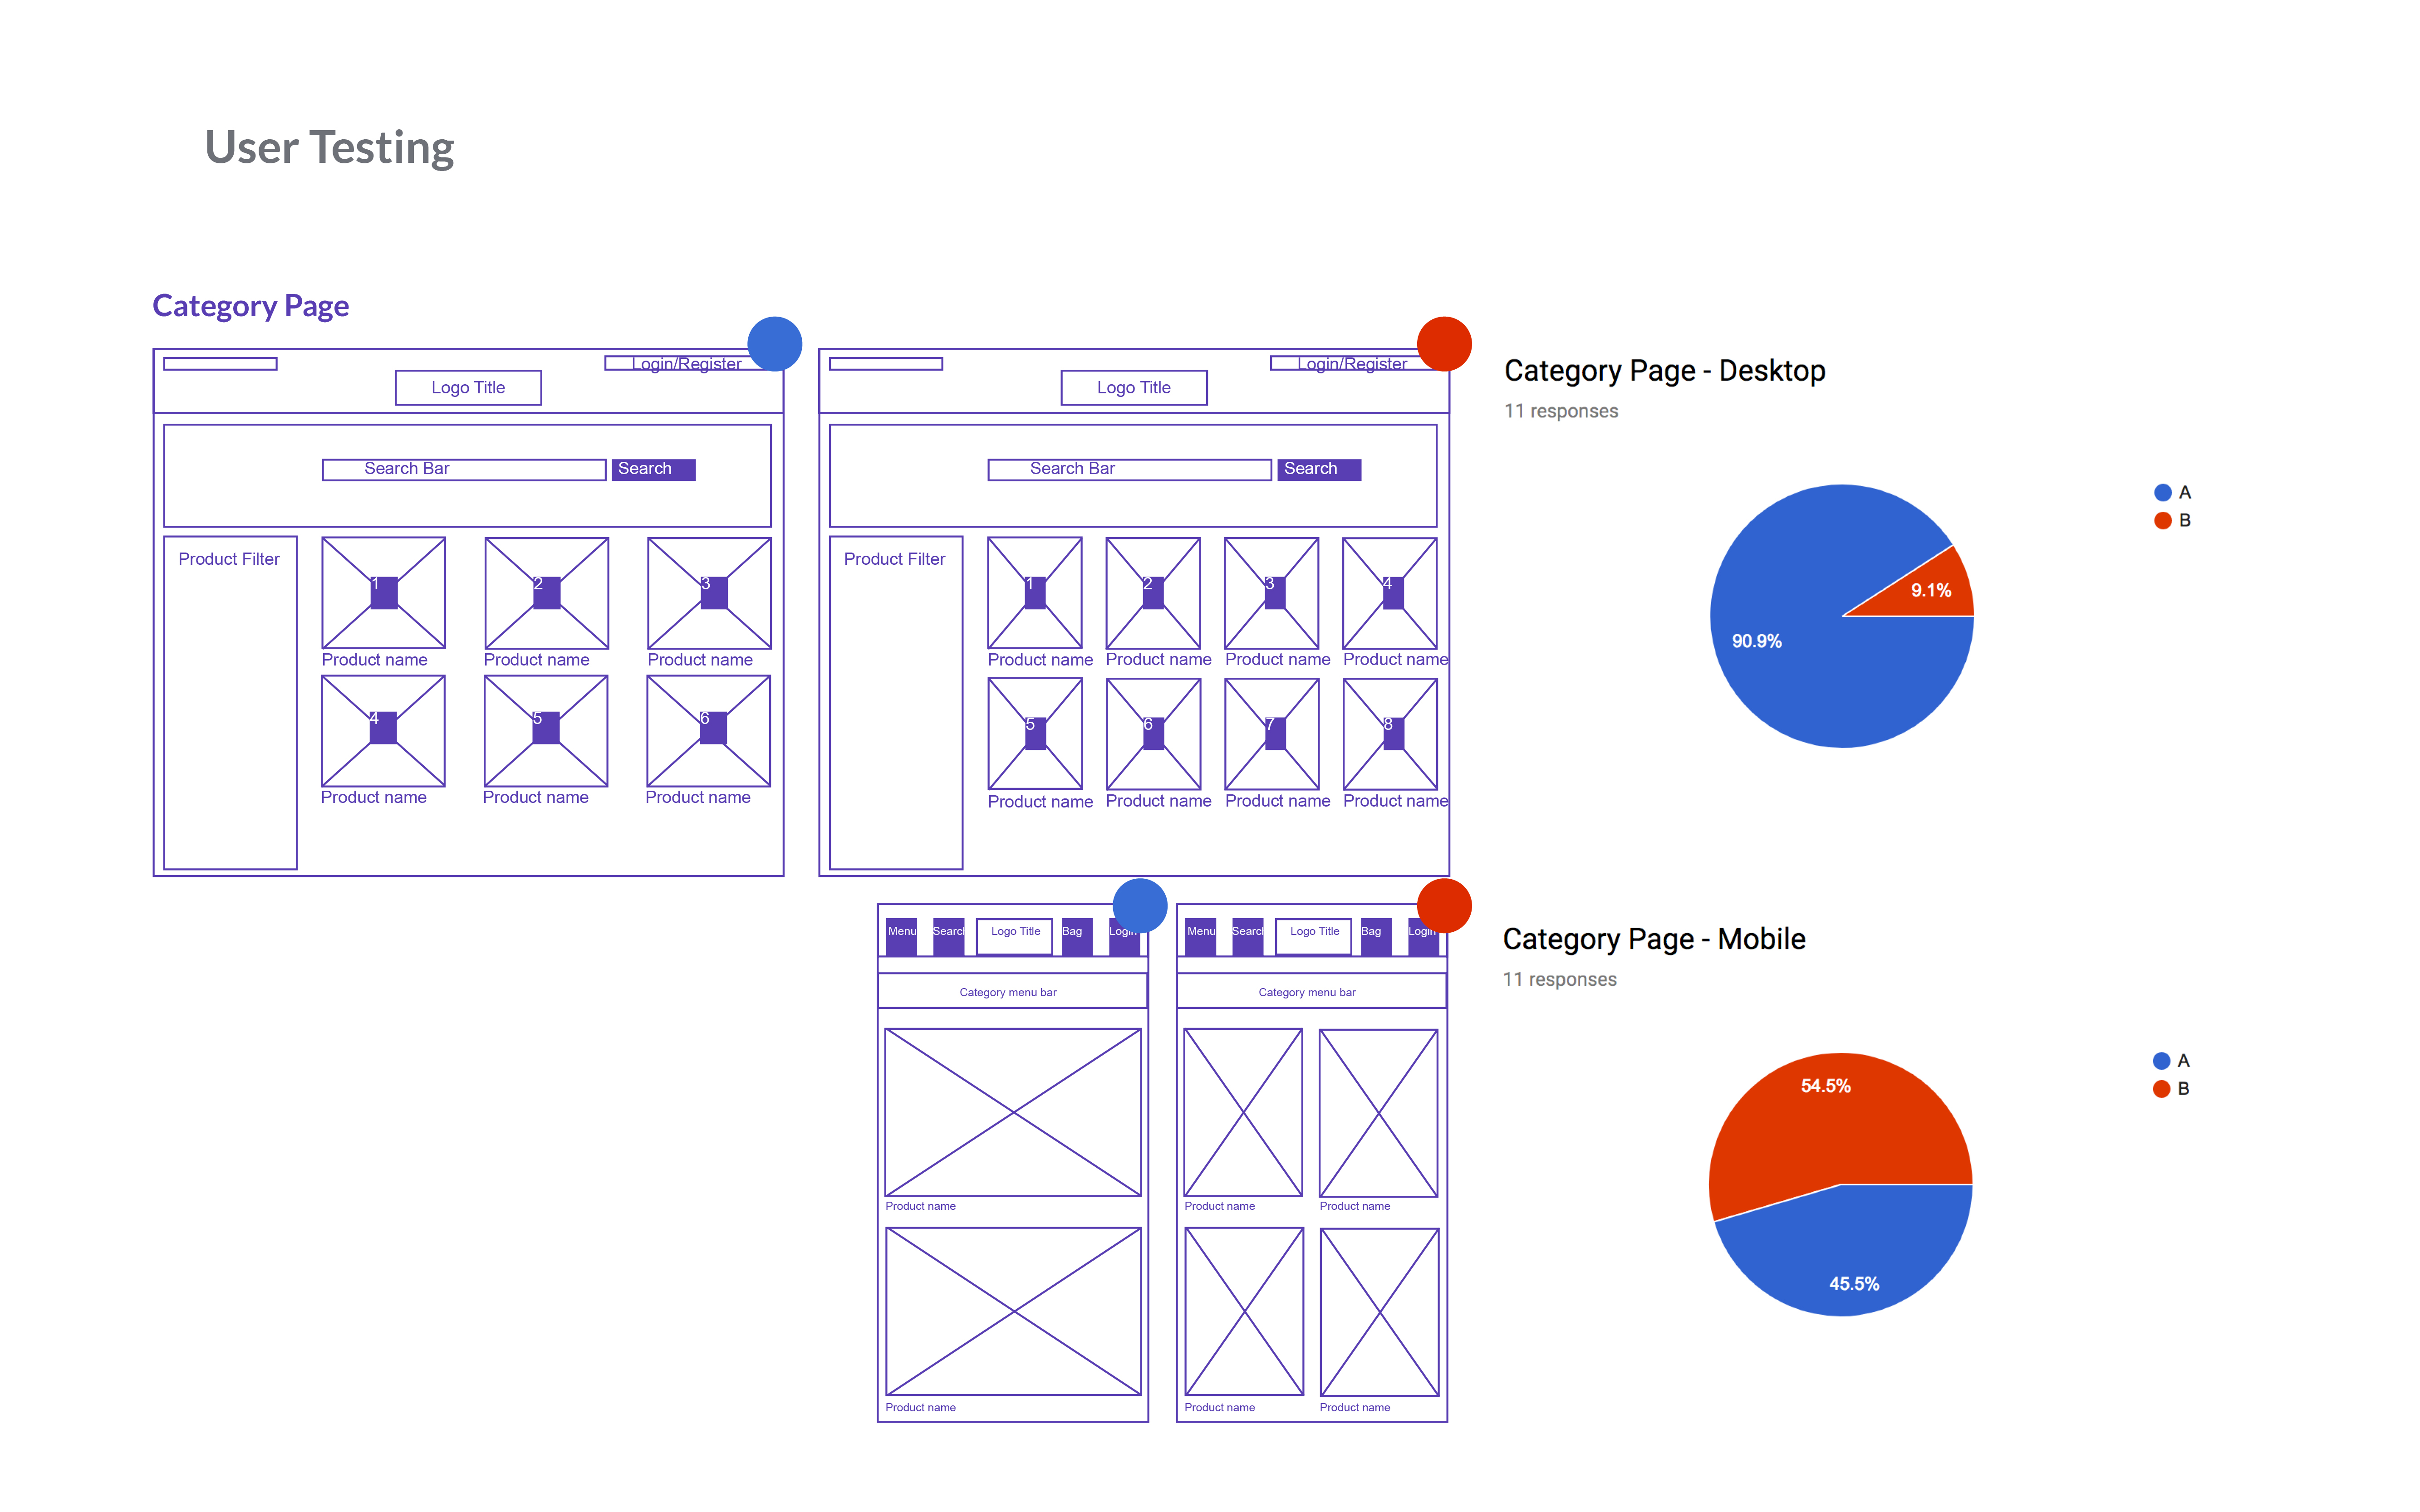 User Testing
Category Page
Login/Register
Logo Title
Search Bar
Search
Product Filter
1
2
3
Product name
Product name
Product name
4
5
6
Product name
Product name
Product name
Login/Register
Logo Title
Search Bar
Search
Product Filter
1
2
3
4
Product name
Product name
Product name
Product name
5
6
7
8
Product name
Product name
Product name
Product name
Category Page - Desktop
11 responses
A
B
9.1%
90.9%
Menu
Search
Logo Title
Bag
Login
Category menu bar
Product name
Product name
Menu
Search
Logo Title
Bag
Login
Category menu bar
Product name
Product name
Product name
Product name
Category Page - Mobile
11 responses
A
B
54.5%
45.5%